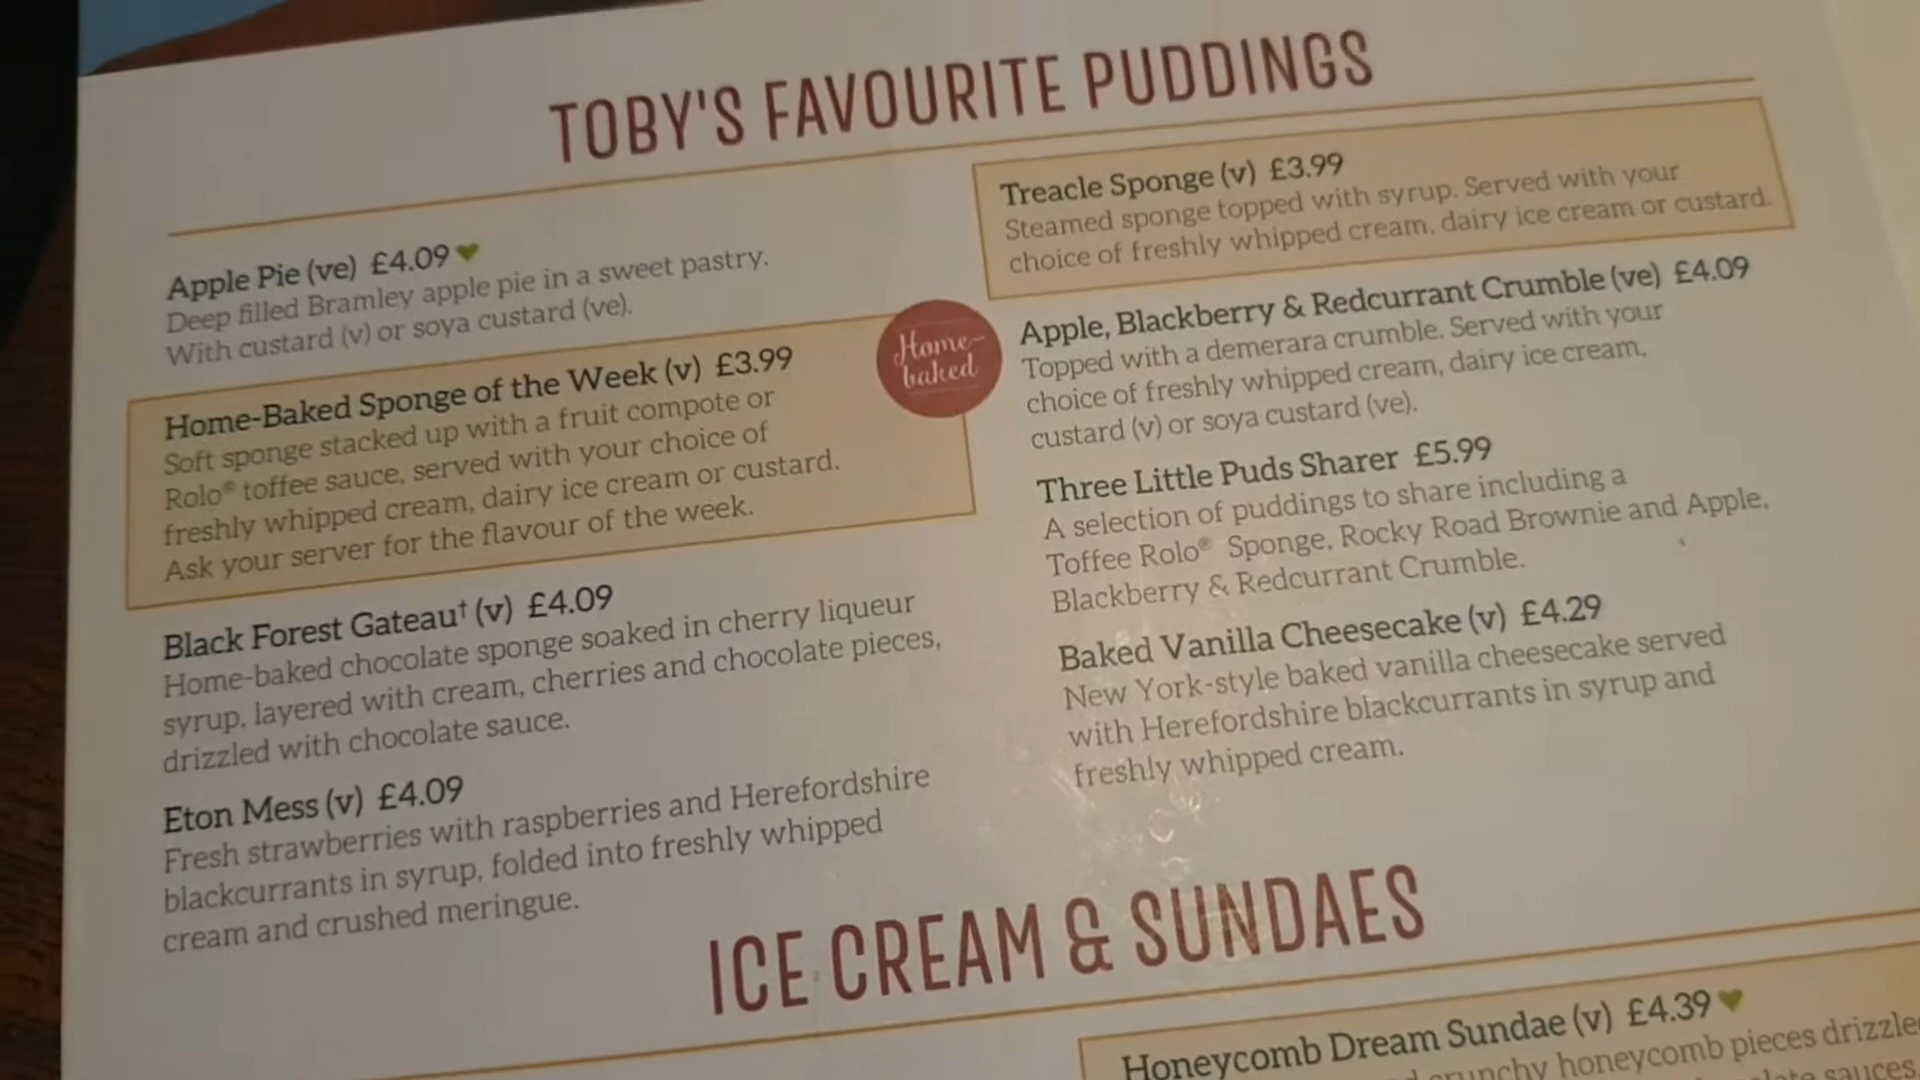 TOBY'S FAVOURITE PUDDINGS
Apple Pie (ve) £4.09
Deep filled Bramley apple pie in a sweet pastry.
With custard (v) or soya custard (ve).
Home-Baked Sponge of the Week (v) £3.99
Soft sponge stacked up with a fruit compote or
Rolo® toffee sauce, served with your choice of
freshly whipped cream, dairy ice cream or custard.
Ask your server for the flavour of the week.
Home-
baked
Black Forest Gateau† (v) £4.09
Home-baked chocolate sponge soaked in cherry liqueur
syrup, layered with cream, cherries and chocolate pieces,
drizzled with chocolate sauce.
Eton Mess (v) £4.09
Fresh strawberries with raspberries and Herefordshire
blackcurrants in syrup, folded into freshly whipped
cream and crushed meringue.
Treacle Sponge (v) £3.99
Steamed sponge topped with syrup. Served with your
choice of freshly whipped cream, dairy ice cream or custard.
Apple, Blackberry & Redcurrant Crumble (ve) £4.09
Topped with a demerara crumble. Served with your
choice of freshly whipped cream, dairy ice cream,
custard (v) or soya custard (ve).
Three Little Puds Sharer £5.99
A selection of puddings to share including a
Toffee Rolo® Sponge, Rocky Road Brownie and Apple,
Blackberry & Redcurrant Crumble.
Baked Vanilla Cheesecake (v) £4.29
New York-style baked vanilla cheesecake served
with Herefordshire blackcurrants in syrup and
freshly whipped cream.
ICE CREAM & SUNDAES
Honeycomb Dream Sundae (v) £4.39
crunchy honeycomb pieces drizzle
sauces